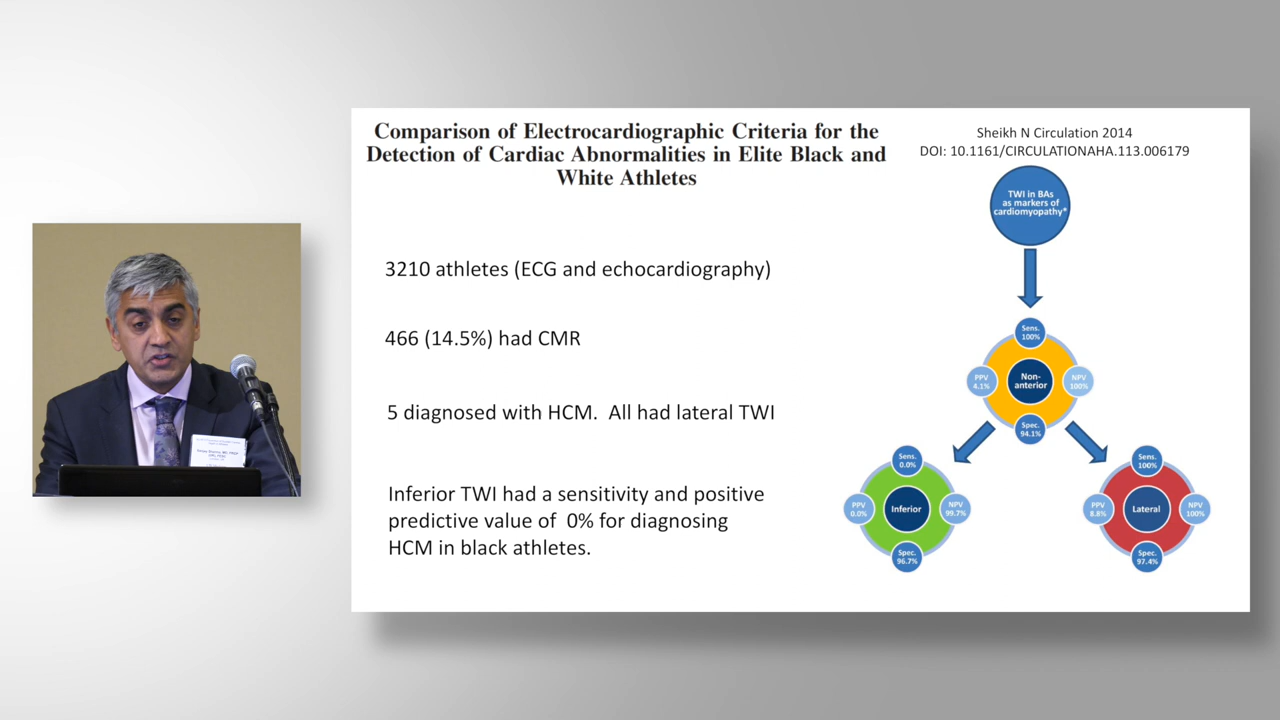 Comparison of Electrocardiographic Criteria for the
Detection of Cardiac Abnormalities in Elite Black and
White Athletes
Sheikh N Circulation 2014
DOI: 10.1161/CIRCULATIONAHA.113.006179
3210 athletes (ECG and echocardiography)
466 (14.5%) had CMR
5 diagnosed with HCM.  All had lateral TWI
Inferior TWI had a sensitivity and positive
predictive value of  0% for diagnosing
HCM in black athletes.
TWI in BAs
as markers of
cardiomyopathy*
Sens.
100%
PPV
4.1%
Non-
anterior
NPV
100%
Spec.
94.1%
Sens.
0.0%
PPV
0.0%
Inferior
NPV
99.7%
Spec.
96.7%
Sens.
100%
PPV
8.8%
Lateral
NPV
100%
Spec.
97.4%